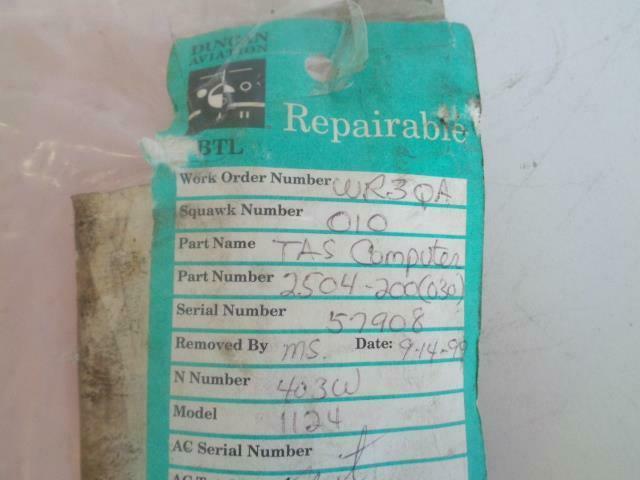 DUNCAN
AVIATION
Repairable
BTL
Work Order Number WR3QA
Squawk Number 010
Part Name TAS Computer
Part Number 2504-200(030)
Serial Number 57908
Removed By MS. Date: 9-14-99
N Number 403W
Model 1124
AC Serial Number